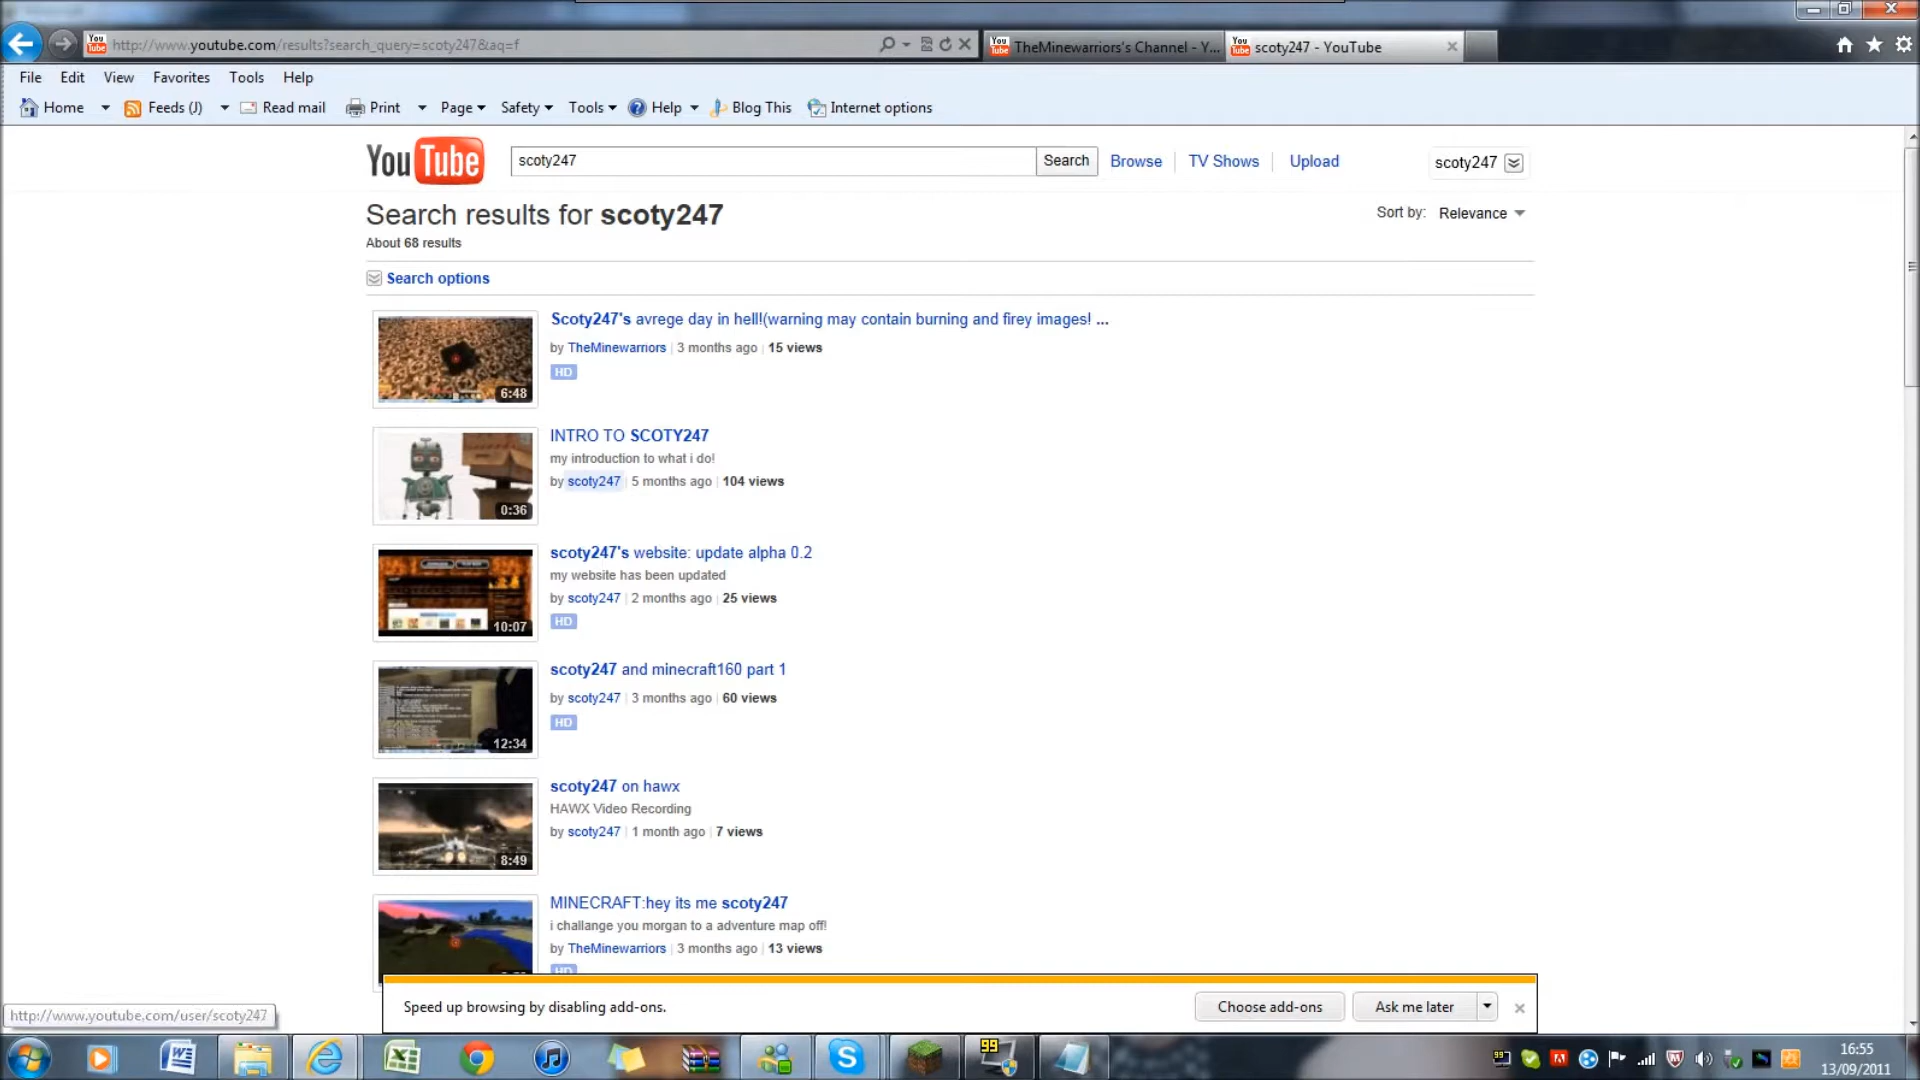 http://www.youtube.com/results?search_query=scoty247&aq=f
TheMinewarriors's Channel - Y...
scoty247 - YouTube
File Edit View Favorites Tools Help
Home Feeds (J) Read mail Print Page Safety Tools Help Blog This Internet options
YouTube scoty247 Search Browse TV Shows Upload scoty247
Search results for scoty247
Sort by: Relevance
About 68 results
Search options
Scoty247's avrege day in hell!(warning may contain burning and firey images! ...
by TheMinewarriors 3 months ago 15 views
HD
6:48
INTRO TO SCOTY247
my introduction to what i do!
by scoty247 5 months ago 104 views
0:36
scoty247's website: update alpha 0.2
my website has been updated
by scoty247 2 months ago 25 views
HD
10:07
scoty247 and minecraft160 part 1
by scoty247 3 months ago 60 views
HD
12:34
scoty247 on hawx
HAWX Video Recording
by scoty247 1 month ago 7 views
8:49
MINECRAFT:hey its me scoty247
i challange you morgan to a adventure map off!
by TheMinewarriors 3 months ago 13 views
HD
Speed up browsing by disabling add-ons. Choose add-ons Ask me later
http://www.youtube.com/user/scoty247
99
16:55
13/09/2011